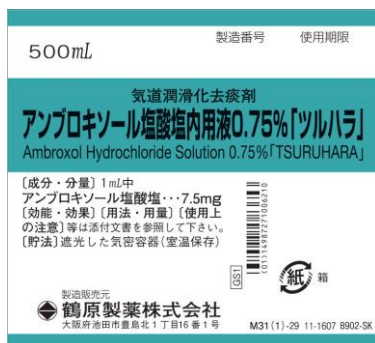 製造番号 使用期限
500mL
気道潤滑化去痰剤
アンブロキソール塩酸塩内用液0.75%「ツルハラ」
Ambroxol Hydrochloride Solution 0.75%「TSURUHARA」
〔成分・分量〕1mL中
アンブロキソール塩酸塩・・・7.5mg
〔効能・効果〕〔用法・用量〕〔使用上
の注意〕等は添付文書を参照して下さい。
〔貯法〕遮光した気密容器(室温保存)
(01)14987271006210
GS1
紙 箱
製造販売元
鶴原製薬株式会社
大阪府池田市豊島北1丁目16番1号
M31(1)-29 11-1607 B902-SK